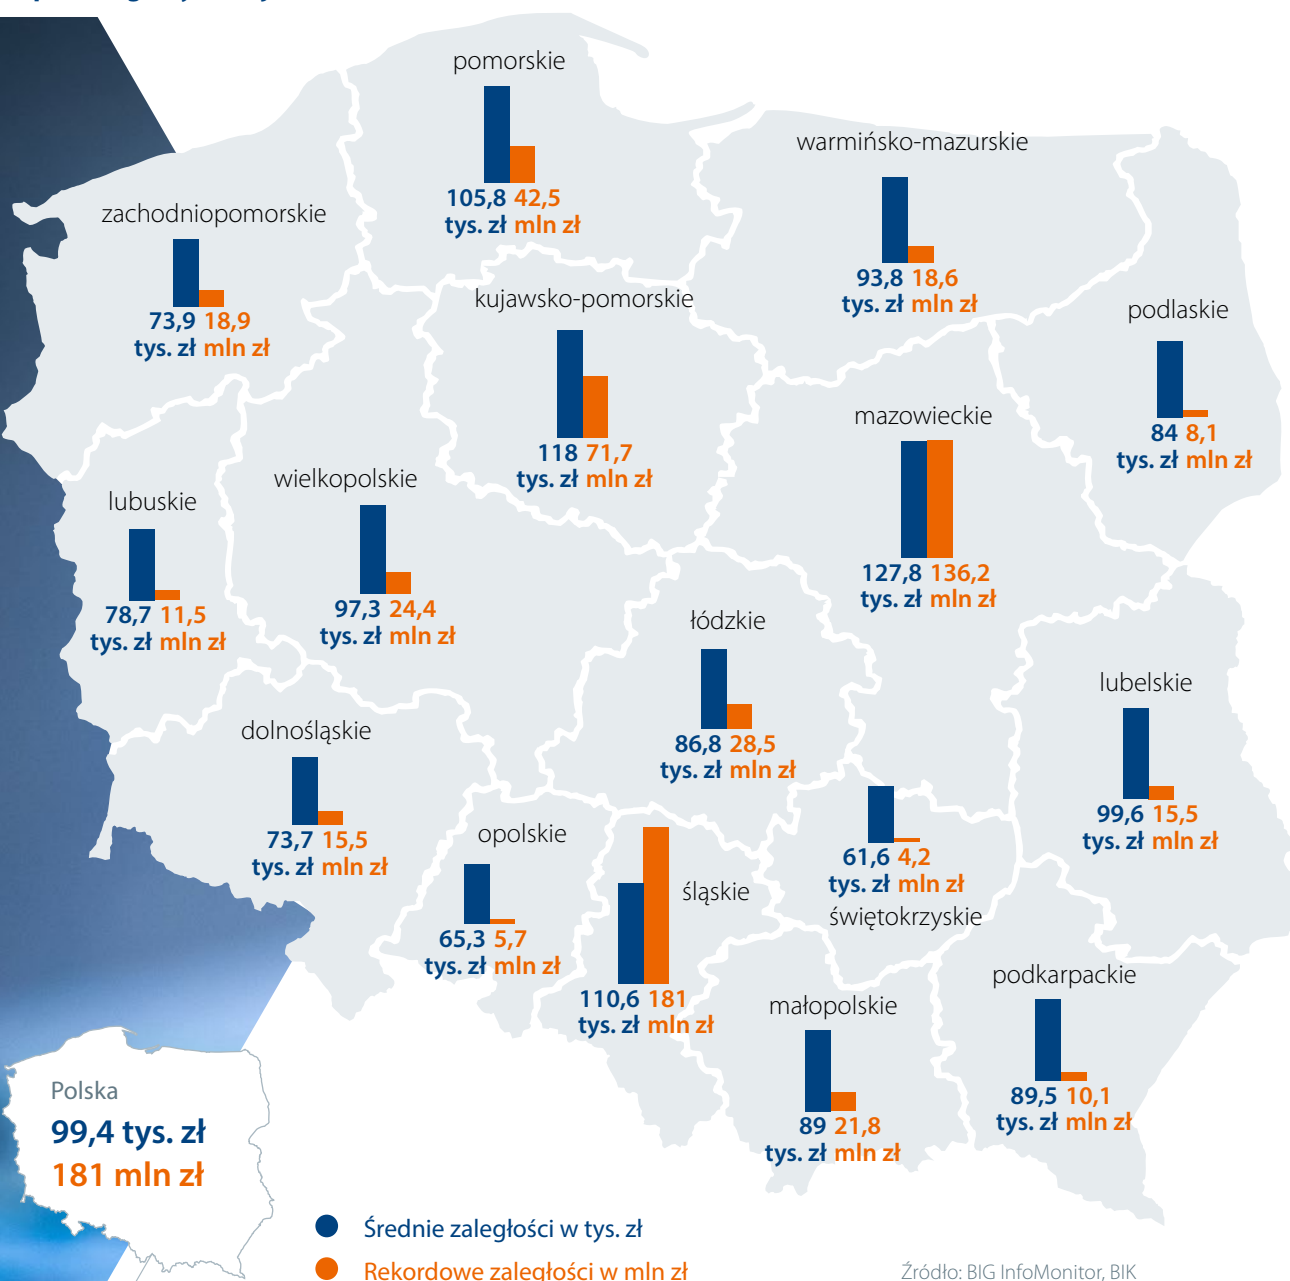 pomorskie
105,8 42,5
tys. zł mln zł
warmińsko-mazurskie
93,8 18,6
tys. zł mln zł
zachodniopomorskie
73,9 18,9
tys. zł mln zł
kujawsko-pomorskie
118 71,7
tys. zł mln zł
podlaskie
84 8,1
tys. zł mln zł
mazowieckie
127,8 136,2
tys. zł mln zł
wielkopolskie
97,3 24,4
tys. zł mln zł
lubuskie
78,7 11,5
tys. zł mln zł
łódzkie
86,8 28,5
tys. zł mln zł
lubelskie
99,6 15,5
tys. zł mln zł
dolnośląskie
73,7 15,5
tys. zł mln zł
opolskie
65,3 5,7
tys. zł mln zł
śląskie
110,6 181
tys. zł mln zł
61,6 4,2
tys. zł mln zł
świętokrzyskie
małopolskie
89 21,8
tys. zł mln zł
podkarpackie
89,5 10,1
tys. zł mln zł
Polska
99,4 tys. zł
181 mln zł
Średnie zaległości w tys. zł
Rekordowe zaległości w mln zł
Źródło: BIG InfoMonitor, BIK